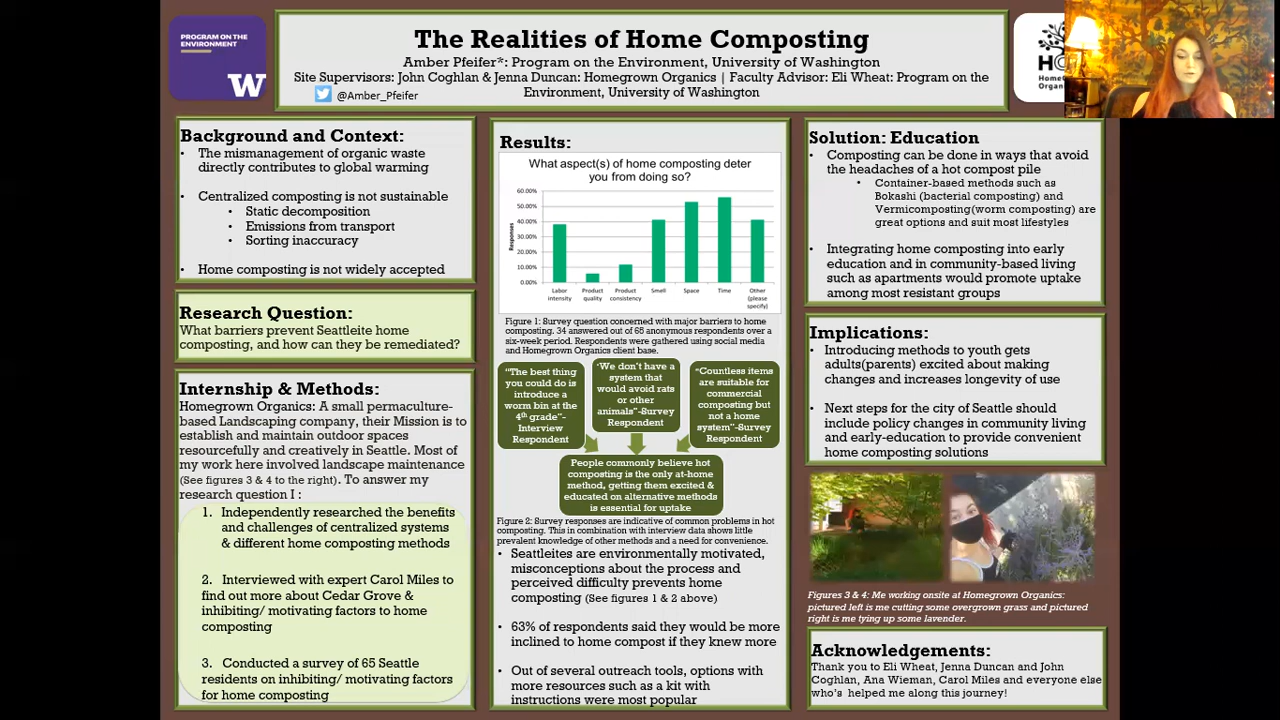 PROGRAM ON THE
ENVIRONMENT
W
The Realities of Home Composting
Amber Pfeifer*: Program on the Environment, University of Washington
Site Supervisors: John Coghlan & Jenna Duncan: Homegrown Organics | Faculty Advisor: Eli Wheat: Program on the
Environment, University of Washington
@Amber_Pfeifer
Background and Context:
• The mismanagement of organic waste
directly contributes to global warming
• Centralized composting is not sustainable
• Static decomposition
• Emissions from transport
• Sorting inaccuracy
• Home composting is not widely accepted
Research Question:
What barriers prevent Seattleite home
composting, and how can they be remediated?
Internship & Methods:
Homegrown Organics: A small permaculture-
based Landscaping company, their Mission is to
establish and maintain outdoor spaces
resourcefully and creatively in Seattle. Most of
my work here involved landscape maintenance
(See figures 3 & 4 to the right). To answer my
research question I :
1. Independently researched the benefits
and challenges of centralized systems
& different home composting methods
2. Interviewed with expert Carol Miles to
find out more about Cedar Grove &
inhibiting/ motivating factors to home
composting
3. Conducted a survey of 65 Seattle
residents on inhibiting/ motivating factors
for home composting
Results:
What aspect(s) of home composting deter
you from doing so?
Responses
60.00%
50.00%
40.00%
30.00%
20.00%
10.00%
0.00%
Labor
intensity
Product
quality
Product
consistency
Smell
Space
Time
Other
(please
specify)
Figure 1: Survey question concerned with major barriers to home
composting. 34 answered out of 65 anonymous respondents over a
six-week period. Respondents were gathered using social media
and Homegrown Organics client base.
"The best thing
you could do is
introduce a
worm bin at the
4th grade"-
Interview
Respondent
'We don't have a
system that
would avoid rats
or other
animals"-Survey
Respondent
"Countless items
are suitable for
commercial
composting but
not a home
system"-Survey
Respondent
People commonly believe hot
composting is the only at-home
method, getting them excited &
educated on alternative methods
is essential for uptake
Figure 2: Survey responses are indicative of common problems in hot
composting. This in combination with interview data shows little
prevalent knowledge of other methods and a need for convenience.
• Seattleites are environmentally motivated,
misconceptions about the process and
perceived difficulty prevents home
composting (See figures 1 & 2 above)
• 63% of respondents said they would be more
inclined to home compost if they knew more
• Out of several outreach tools, options with
more resources such as a kit with
instructions were most popular
Solution: Education
• Composting can be done in ways that avoid
the headaches of a hot compost pile
• Container-based methods such as
Bokashi (bacterial composting) and
Vermicomposting(worm composting) are
great options and suit most lifestyles
• Integrating home composting into early
education and in community-based living
such as apartments would promote uptake
among most resistant groups
Implications:
• Introducing methods to youth gets
adults(parents) excited about making
changes and increases longevity of use
• Next steps for the city of Seattle should
include policy changes in community living
and early-education to provide convenient
home composting solutions
Figures 3 & 4: Me working onsite at Homegrown Organics:
pictured left is me cutting some overgrown grass and pictured
right is me tying up some lavender.
Acknowledgements:
Thank you to Eli Wheat, Jenna Duncan and John
Coghlan, Ana Wieman, Carol Miles and everyone else
who's helped me along this journey!